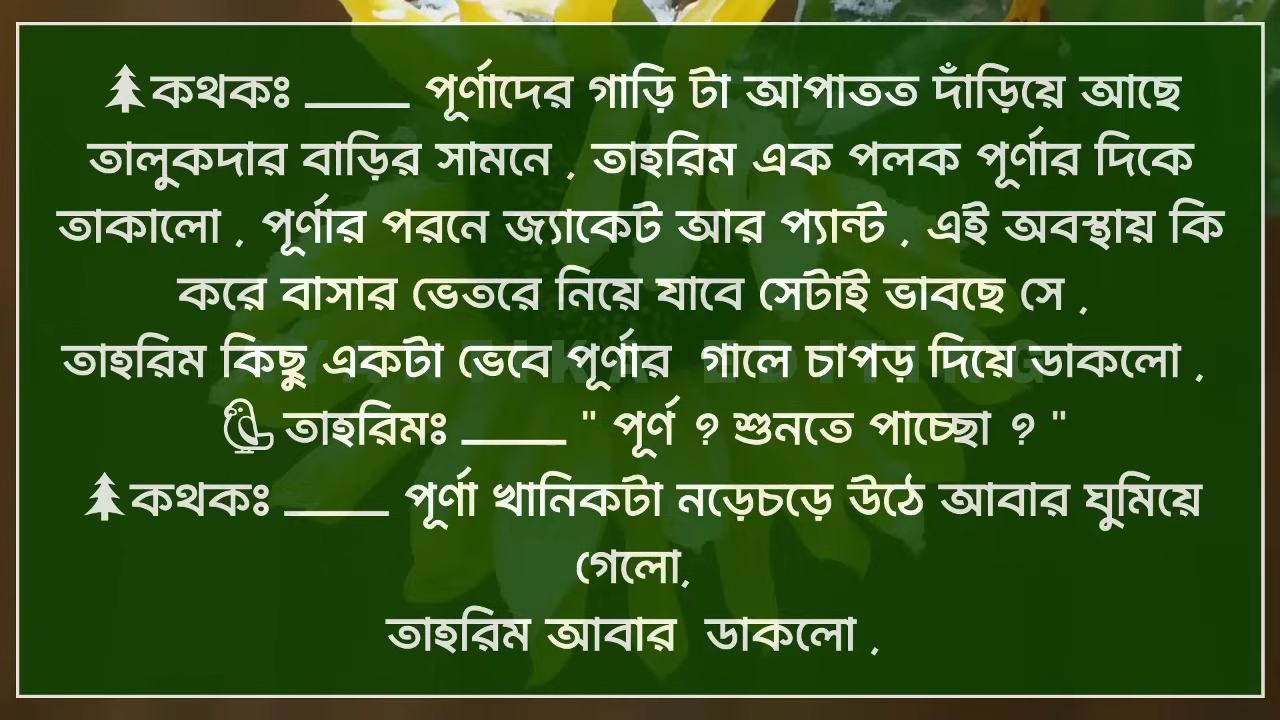 🌲কথকঃ ____ পূর্ণাদের গাড়ি টা আপাতত দাঁড়িয়ে আছে
তালুকদার বাড়ির সামনে , তাহরিম এক পলক পূর্ণার দিকে
তাকালো , পূর্ণার পরনে জ্যাকেট আর প্যান্ট , এই অবস্থায় কি
করে বাসার ভেতরে নিয়ে যাবে সেটাই ভাবছে সে ,
তাহরিম কিছু একটা ভেবে পূর্ণার গালে চাপড় দিয়ে ডাকলো ,
🦜তাহরিমঃ ____ " পূর্ণ ? শুনতে পাচ্ছো ? "
🌲কথকঃ ____ পূর্ণা খানিকটা নড়েচড়ে উঠে আবার ঘুমিয়ে
গেলো,
তাহরিম আবার ডাকলো ,